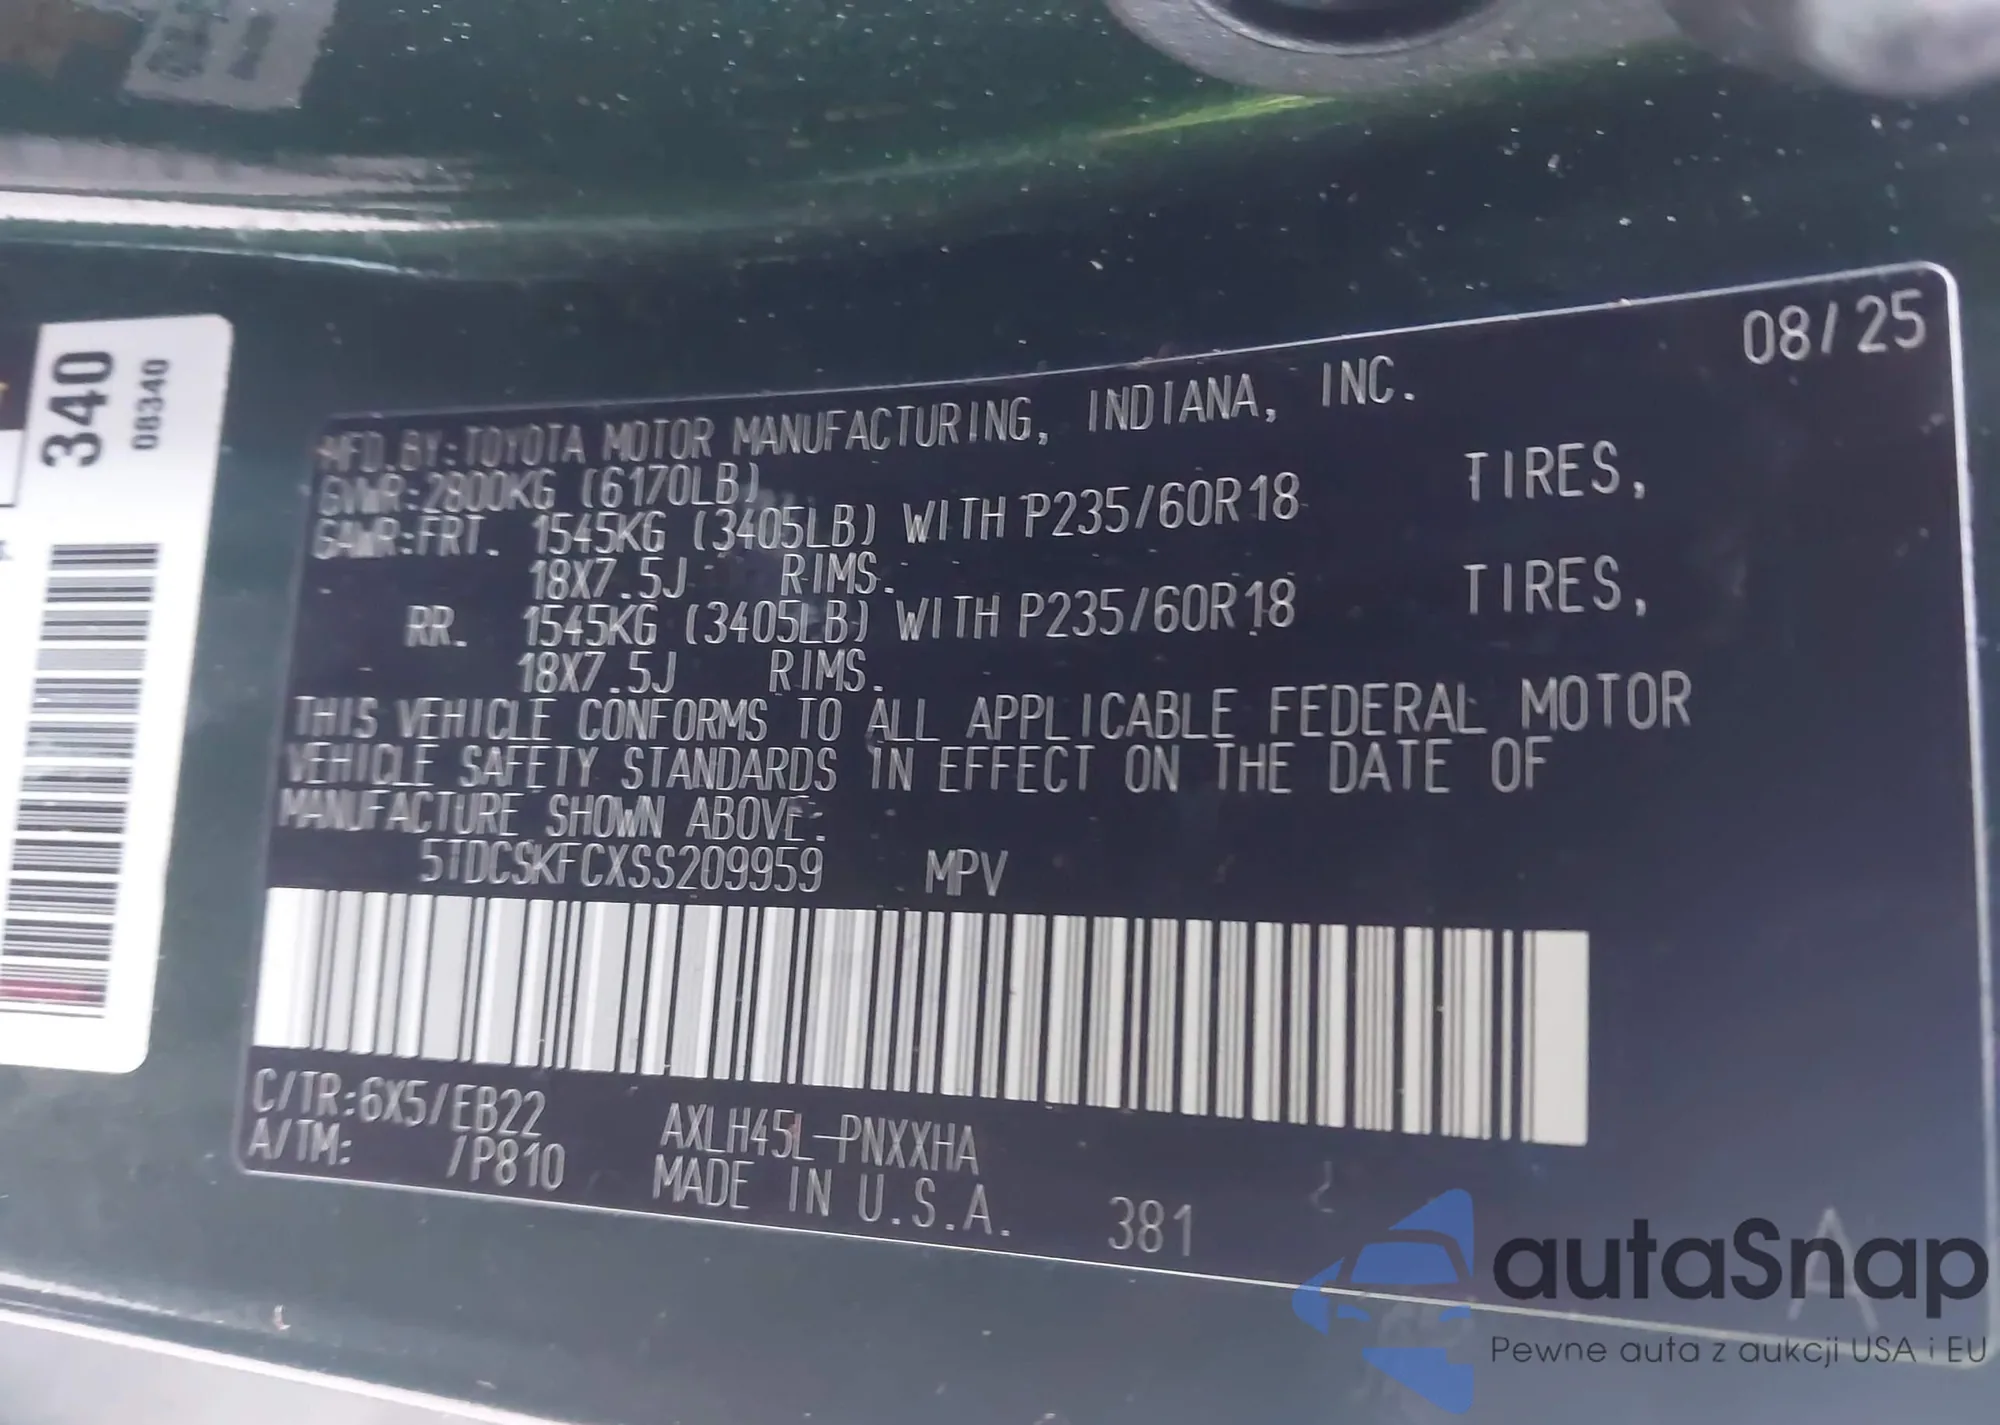 340
08340
08/25
MFD.BY:TOYOTA MOTOR MANUFACTURING, INDIANA, INC.
GVWR:2800KG (6170LB)
GAWR:FRT. 1545KG (3405LB) WITH P235/60R18 TIRES,
18X7.5J RIMS.
RR. 1545KG (3405LB) WITH P235/60R18 TIRES,
18X7.5J RIMS.
THIS VEHICLE CONFORMS TO ALL APPLICABLE FEDERAL MOTOR
VEHICLE SAFETY STANDARDS IN EFFECT ON THE DATE OF
MANUFACTURE SHOWN ABOVE.
5TDCSKFCXSS209959 MPV
C/TR:6X5/EB22 AXLH45L-PNXXHA
A/TM: /P810 MADE IN U.S.A. 381
A
autaSnap
Pewne auta z aukcji USA i EU